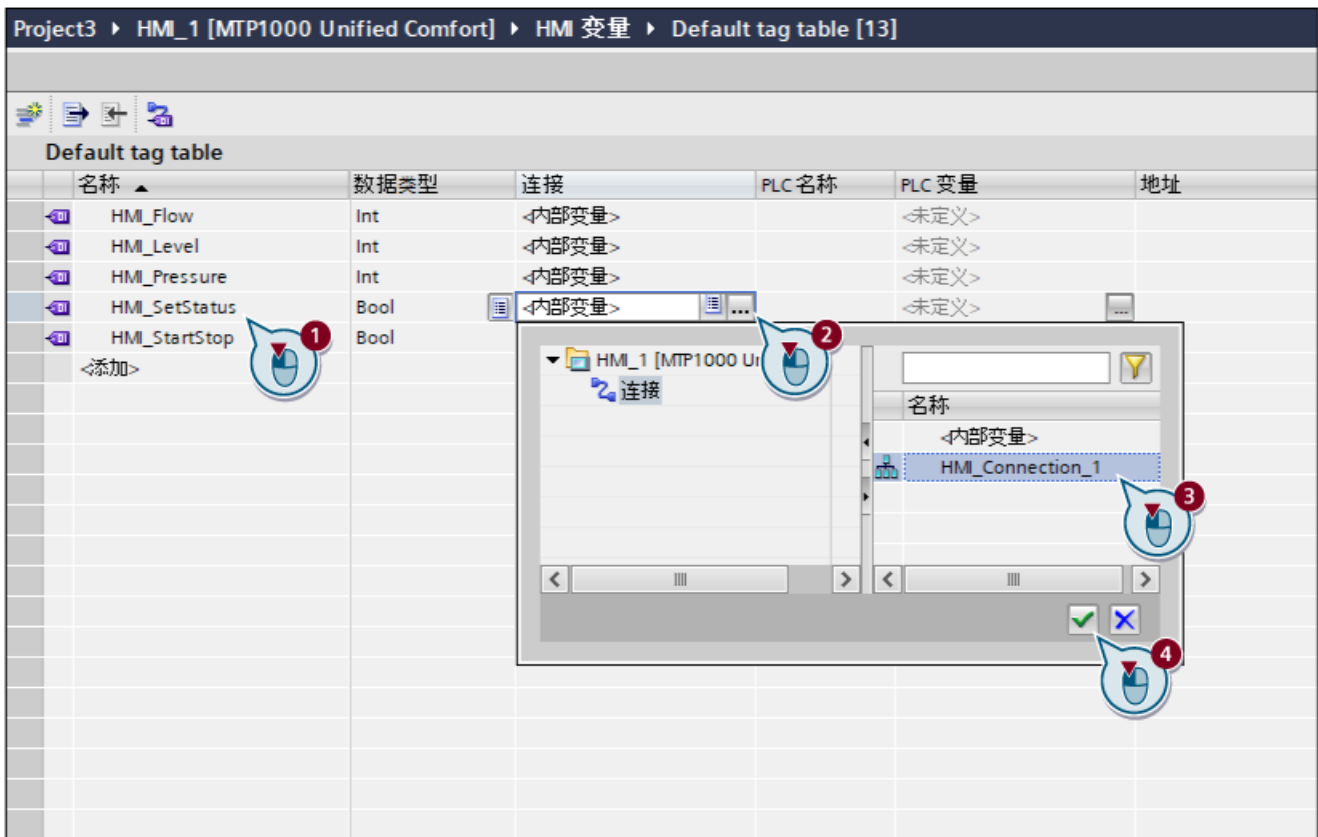 Project3 ▸ HMI_1 [MTP1000 Unified Comfort] ▸ HMI 变量 ▸ Default tag table [13]
Default tag table
名称 数据类型 连接 PLC 名称 PLC 变量 地址
HMI_Flow Int <内部变量> <未定义>
HMI_Level Int <内部变量> <未定义>
HMI_Pressure Int <内部变量> <未定义>
HMI_SetStatus Bool <内部变量> ... <未定义> ...
HMI_StartStop Bool
1
2
<添加>
HMI_1 [MTP1000 Un
连接
名称
<内部变量>
HMI_Connection_1
3
4